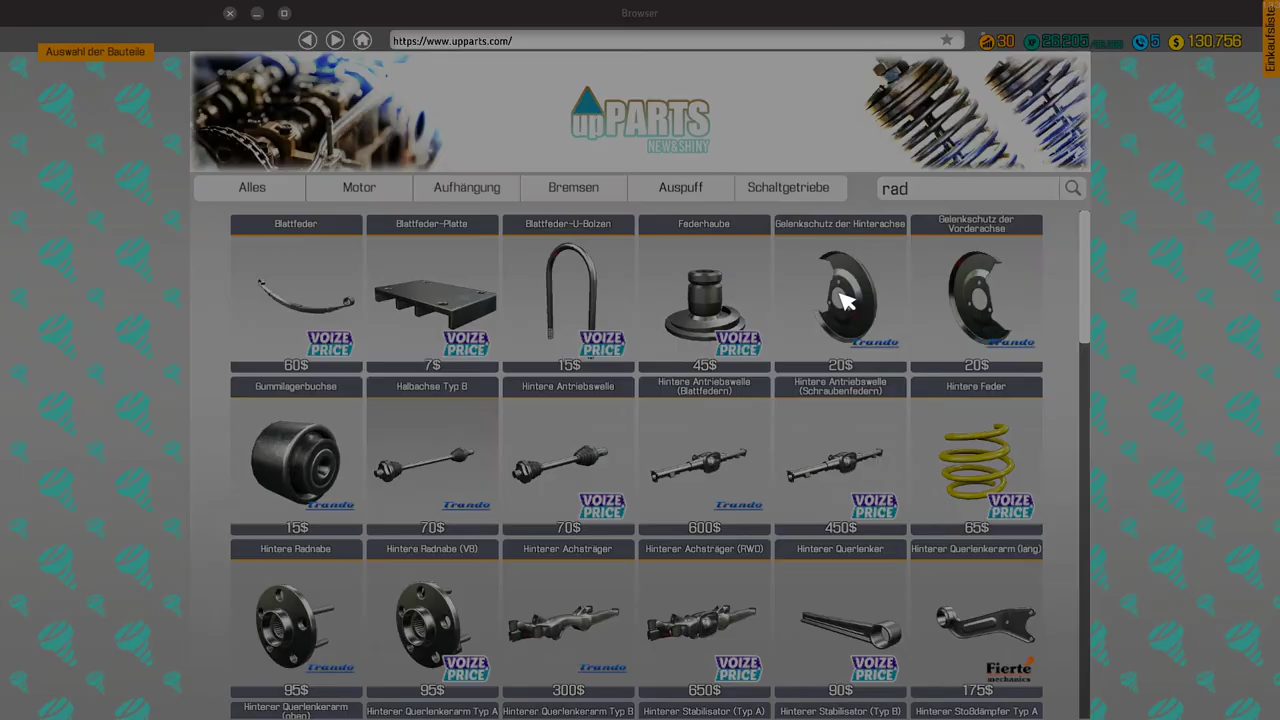 Browser
https://www.upparts.com/
30
26,205
5
130,756
Einkaufsliste
Auswahl der Bauteile
upPARTS
NEW&SHINY
Alles
Motor
Aufhängung
Bremsen
Auspuff
Schaltgetriebe
rad
Blattfeder
Blattfeder-Platte
Blattfeder-U-Bolzen
Federhaube
Gelenkschutz der Hinterachse
Gelenkschutz der
Vorderachse
VOIZE
PRICE
VOIZE
PRICE
VOIZE
PRICE
VOIZE
PRICE
Trando
Trando
60$
7$
15$
45$
20$
20$
Gummilagerbuchse
Halbachse Typ B
Hintere Antriebswelle
Hintere Antriebswelle
(Blattfedern)
Hintere Antriebswelle
(Schraubenfedern)
Hintere Feder
Trando
Trando
VOIZE
PRICE
Trando
VOIZE
PRICE
VOIZE
PRICE
15$
70$
70$
600$
450$
65$
Hintere Radnabe
Hintere Radnabe (V8)
Hinterer Achsträger
Hinterer Achsträger (RWD)
Hinterer Querlenker
Hinterer Querlenkerarm (lang)
Trando
VOIZE
PRICE
Trando
VOIZE
PRICE
VOIZE
PRICE
Fierte
mechanics
95$
95$
300$
650$
90$
175$
Hinterer Querlenkerarm
(oben)
Hinterer Querlenkerarm Typ A
Hinterer Querlenkerarm Typ B
Hinterer Stabilisator (Typ A)
Hinterer Stabilisator (Typ B)
Hinterer Stoßdämpfer Typ A